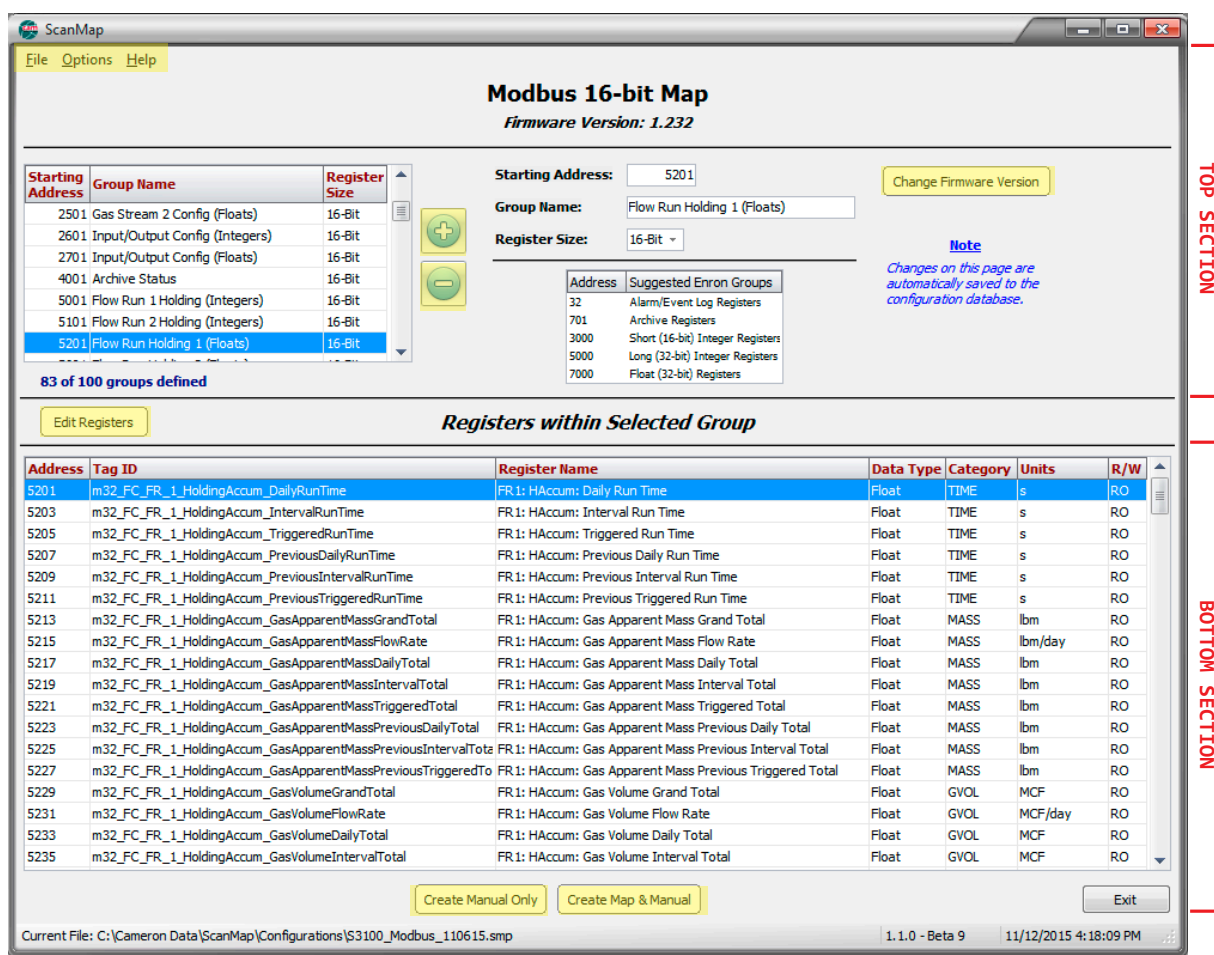 ScanMap
File Options Help
Modbus 16-bit Map
Firmware Version: 1.232
Starting Address Group Name Register Size
2501 Gas Stream 2 Config (Floats) 16-Bit
2601 Input/Output Config (Integers) 16-Bit
2701 Input/Output Config (Floats) 16-Bit
4001 Archive Status 16-Bit
5001 Flow Run 1 Holding (Integers) 16-Bit
5101 Flow Run 2 Holding (Integers) 16-Bit
5201 Flow Run Holding 1 (Floats) 16-Bit
83 of 100 groups defined
Starting Address: 5201
Group Name: Flow Run Holding 1 (Floats)
Register Size: 16-Bit
Address Suggested Enron Groups
32 Alarm/Event Log Registers
701 Archive Registers
3000 Short (16-bit) Integer Registers
5000 Long (32-bit) Integer Registers
7000 Float (32-bit) Registers
Change Firmware Version
Note
Changes on this page are
automatically saved to the
configuration database.
TOP SECTION
Edit Registers
Registers within Selected Group
Address Tag ID Register Name Data Type Category Units R/W
5201 m32_FC_FR_1_HoldingAccum_DailyRunTime FR1: HAccum: Daily Run Time Float TIME s RO
5203 m32_FC_FR_1_HoldingAccum_IntervalRunTime FR1: HAccum: Interval Run Time Float TIME s RO
5205 m32_FC_FR_1_HoldingAccum_TriggeredRunTime FR1: HAccum: Triggered Run Time Float TIME s RO
5207 m32_FC_FR_1_HoldingAccum_PreviousDailyRunTime FR1: HAccum: Previous Daily Run Time Float TIME s RO
5209 m32_FC_FR_1_HoldingAccum_PreviousIntervalRunTime FR1: HAccum: Previous Interval Run Time Float TIME s RO
5211 m32_FC_FR_1_HoldingAccum_PreviousTriggeredRunTime FR1: HAccum: Previous Triggered Run Time Float TIME s RO
5213 m32_FC_FR_1_HoldingAccum_GasApparentMassGrandTotal FR1: HAccum: Gas Apparent Mass Grand Total Float MASS lbm RO
5215 m32_FC_FR_1_HoldingAccum_GasApparentMassFlowRate FR1: HAccum: Gas Apparent Mass Flow Rate Float MASS lbm/day RO
5217 m32_FC_FR_1_HoldingAccum_GasApparentMassDailyTotal FR1: HAccum: Gas Apparent Mass Daily Total Float MASS lbm RO
5219 m32_FC_FR_1_HoldingAccum_GasApparentMassIntervalTotal FR1: HAccum: Gas Apparent Mass Interval Total Float MASS lbm RO
5221 m32_FC_FR_1_HoldingAccum_GasApparentMassTriggeredTotal FR1: HAccum: Gas Apparent Mass Triggered Total Float MASS lbm RO
5223 m32_FC_FR_1_HoldingAccum_GasApparentMassPreviousDailyTotal FR1: HAccum: Gas Apparent Mass Previous Daily Total Float MASS lbm RO
5225 m32_FC_FR_1_HoldingAccum_GasApparentMassPreviousIntervalTota FR1: HAccum: Gas Apparent Mass Previous Interval Total Float MASS lbm RO
5227 m32_FC_FR_1_HoldingAccum_GasApparentMassPreviousTriggeredTo FR1: HAccum: Gas Apparent Mass Previous Triggered Total Float MASS lbm RO
5229 m32_FC_FR_1_HoldingAccum_GasVolumeGrandTotal FR1: HAccum: Gas Volume Grand Total Float GVOL MCF RO
5231 m32_FC_FR_1_HoldingAccum_GasVolumeFlowRate FR1: HAccum: Gas Volume Flow Rate Float GVOL MCF/day RO
5233 m32_FC_FR_1_HoldingAccum_GasVolumeDailyTotal FR1: HAccum: Gas Volume Daily Total Float GVOL MCF RO
5235 m32_FC_FR_1_HoldingAccum_GasVolumeIntervalTotal FR1: HAccum: Gas Volume Interval Total Float GVOL MCF RO
BOTTOM SECTION
Create Manual Only Create Map & Manual Exit
Current File: C:\Cameron Data\ScanMap\Configurations\S3100_Modbus_110615.smp 1.1.0 - Beta 9 11/12/2015 4:18:09 PM